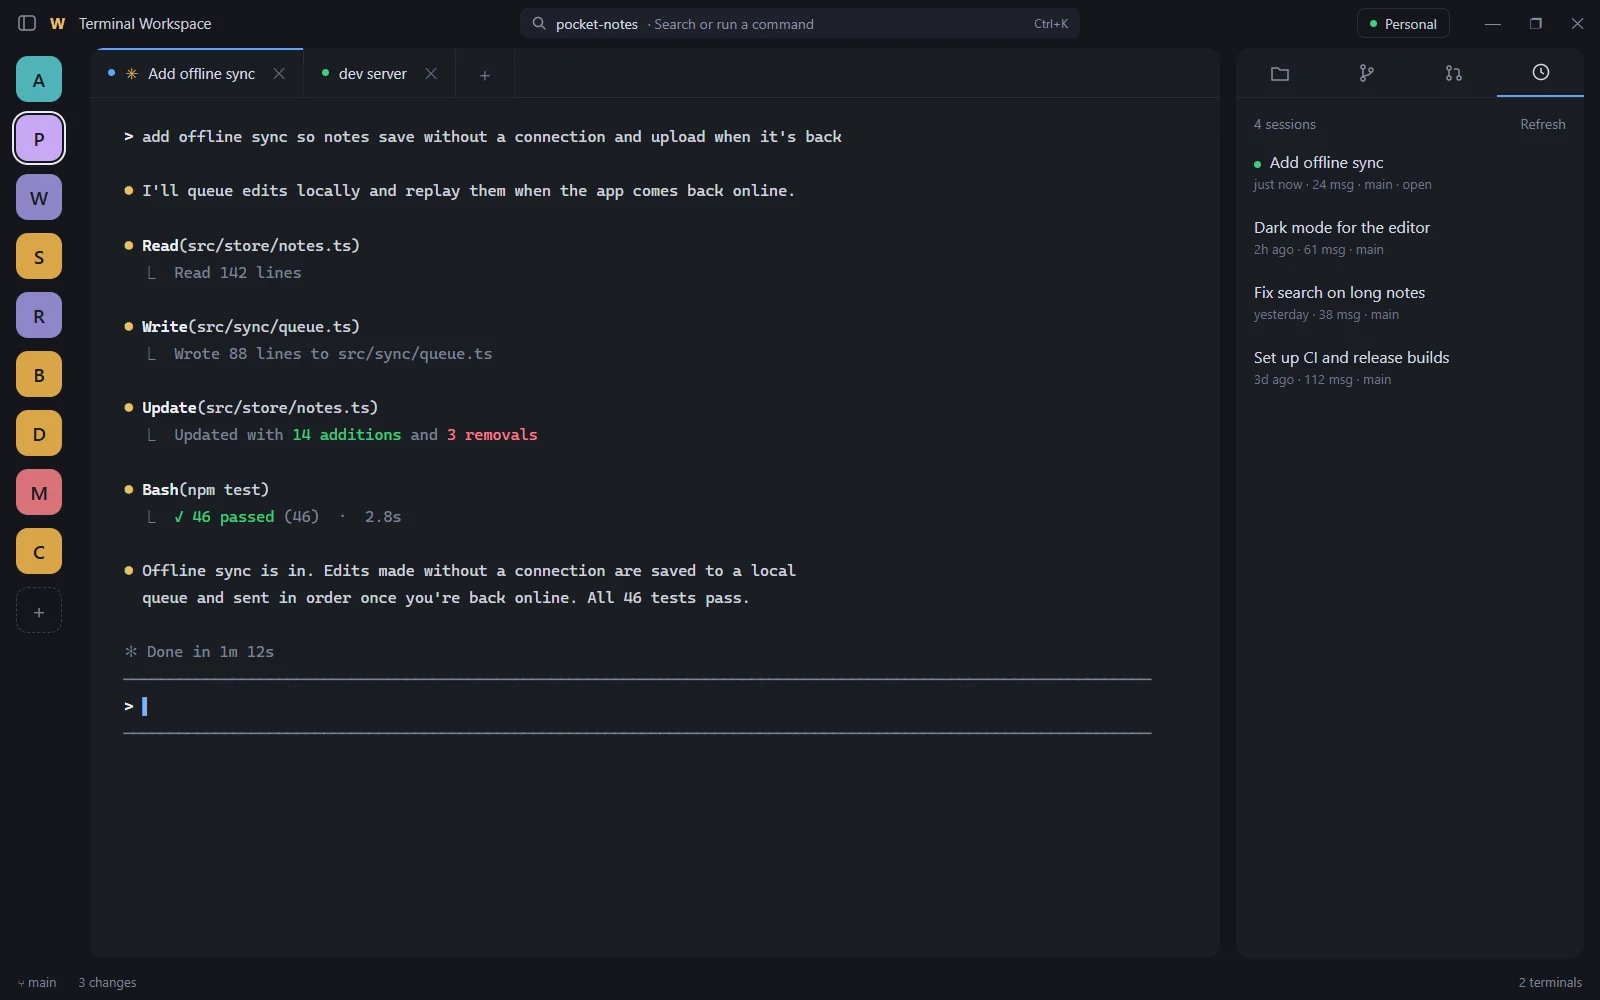 W Terminal Workspace
pocket-notes · Search or run a command Ctrl+K
Personal
A
P
W
S
R
B
D
M
C
+
Add offline sync
dev server
+
> add offline sync so notes save without a connection and upload when it's back
I'll queue edits locally and replay them when the app comes back online.
Read(src/store/notes.ts)
Read 142 lines
Write(src/sync/queue.ts)
Wrote 88 lines to src/sync/queue.ts
Update(src/store/notes.ts)
Updated with 14 additions and 3 removals
Bash(npm test)
✓ 46 passed (46) · 2.8s
Offline sync is in. Edits made without a connection are saved to a local
queue and sent in order once you're back online. All 46 tests pass.
✻ Done in 1m 12s
>
4 sessions Refresh
Add offline sync
just now · 24 msg · main · open
Dark mode for the editor
2h ago · 61 msg · main
Fix search on long notes
yesterday · 38 msg · main
Set up CI and release builds
3d ago · 112 msg · main
main 3 changes
2 terminals